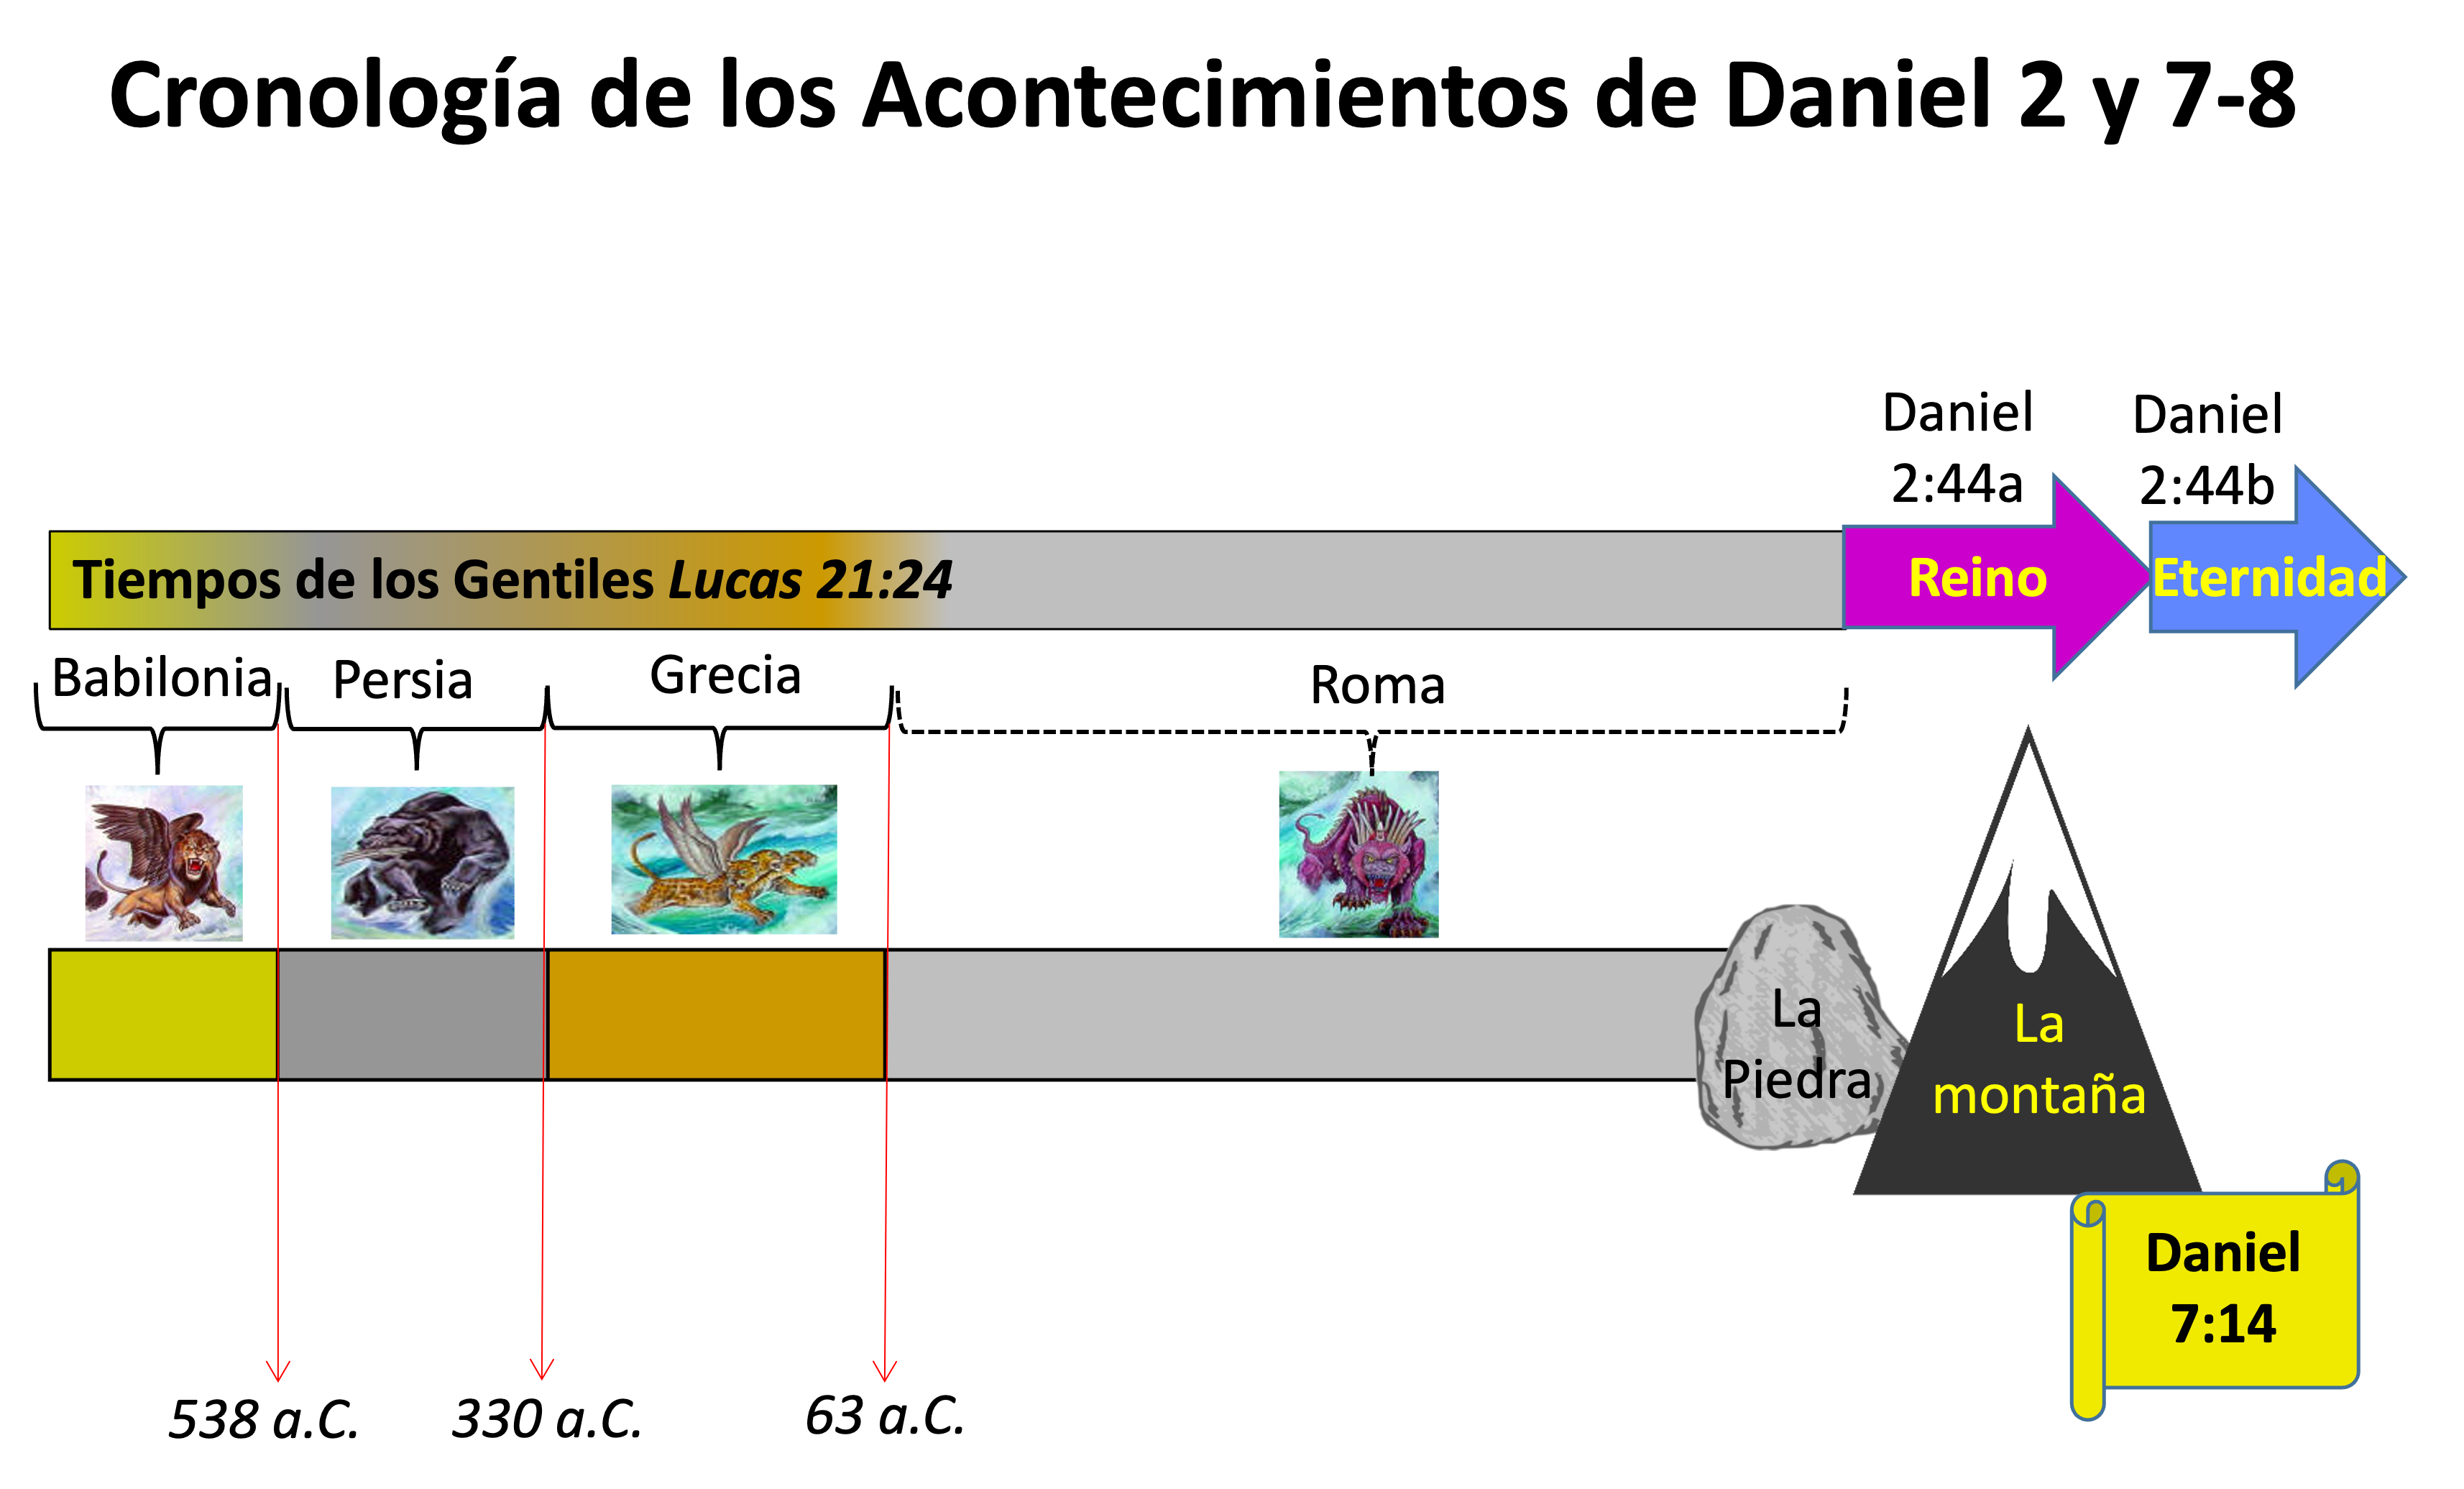 Cronología de los Acontecimientos de Daniel 2 y 7-8
Daniel
2:44a
Daniel
2:44b
Tiempos de los Gentiles Lucas 21:24
Reino
Eternidad
Babilonia
Persia
Grecia
Roma
La
Piedra
La
montaña
Daniel
7:14
538 a.C.
330 a.C.
63 a.C.